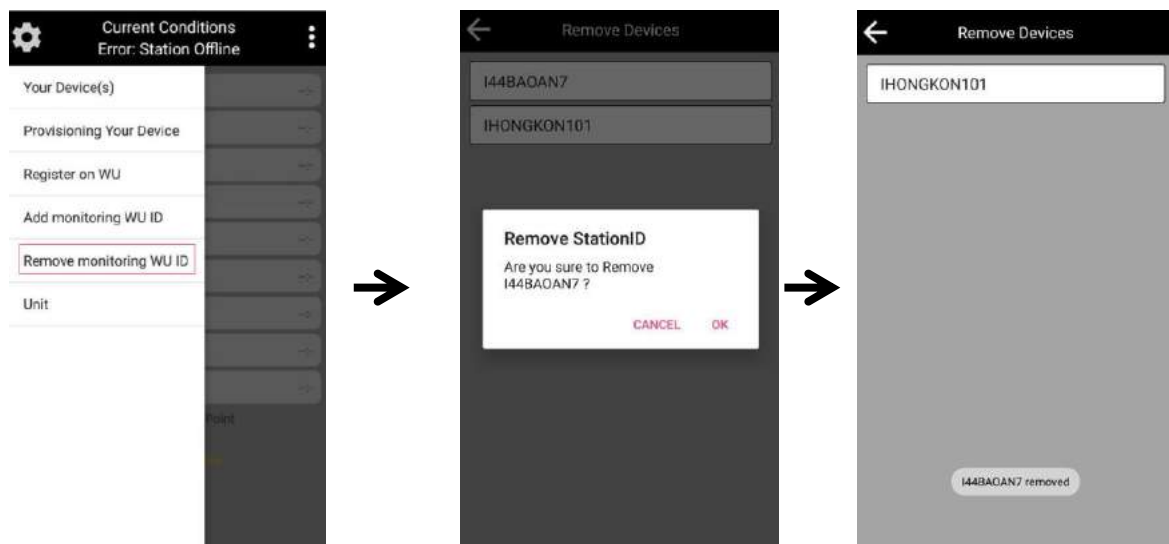 Current Conditions
Error: Station Offline
Your Device(s)
Provisioning Your Device
Register on WU
Add monitoring WU ID
Remove monitoring WU ID
Unit
Point
Remove Devices
I44BAOAN7
IHONGKON101
Remove StationID
Are you sure to Remove
I44BAOAN7 ?
CANCEL OK
Remove Devices
IHONGKON101
I44BAOAN7 removed